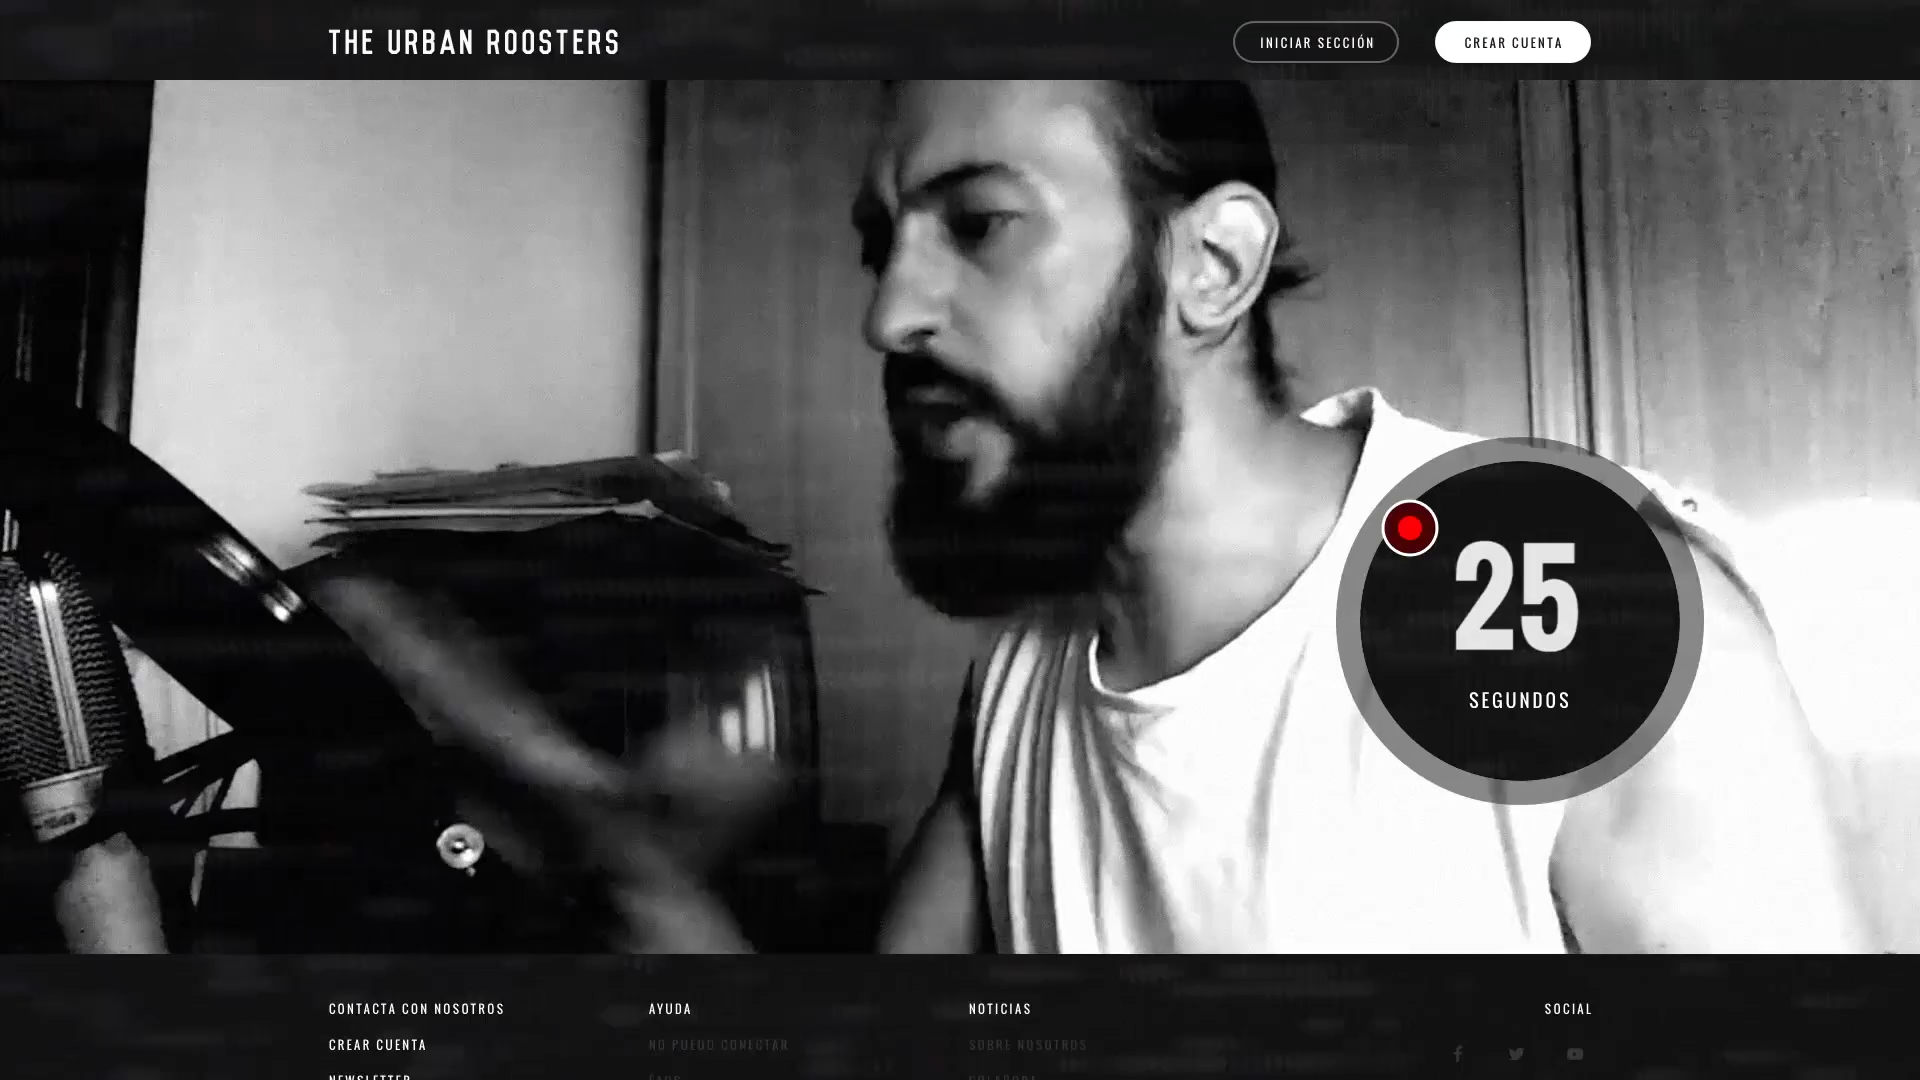 THE URBAN ROOSTERS
INICIAR SECCIÓN
CREAR CUENTA
25
SEGUNDOS
CONTACTA CON NOSOTROS
AYUDA
NOTICIAS
SOCIAL
CREAR CUENTA
NO PUEDO CONECTAR
SOBRE NOSOTROS
NEWSLETTER